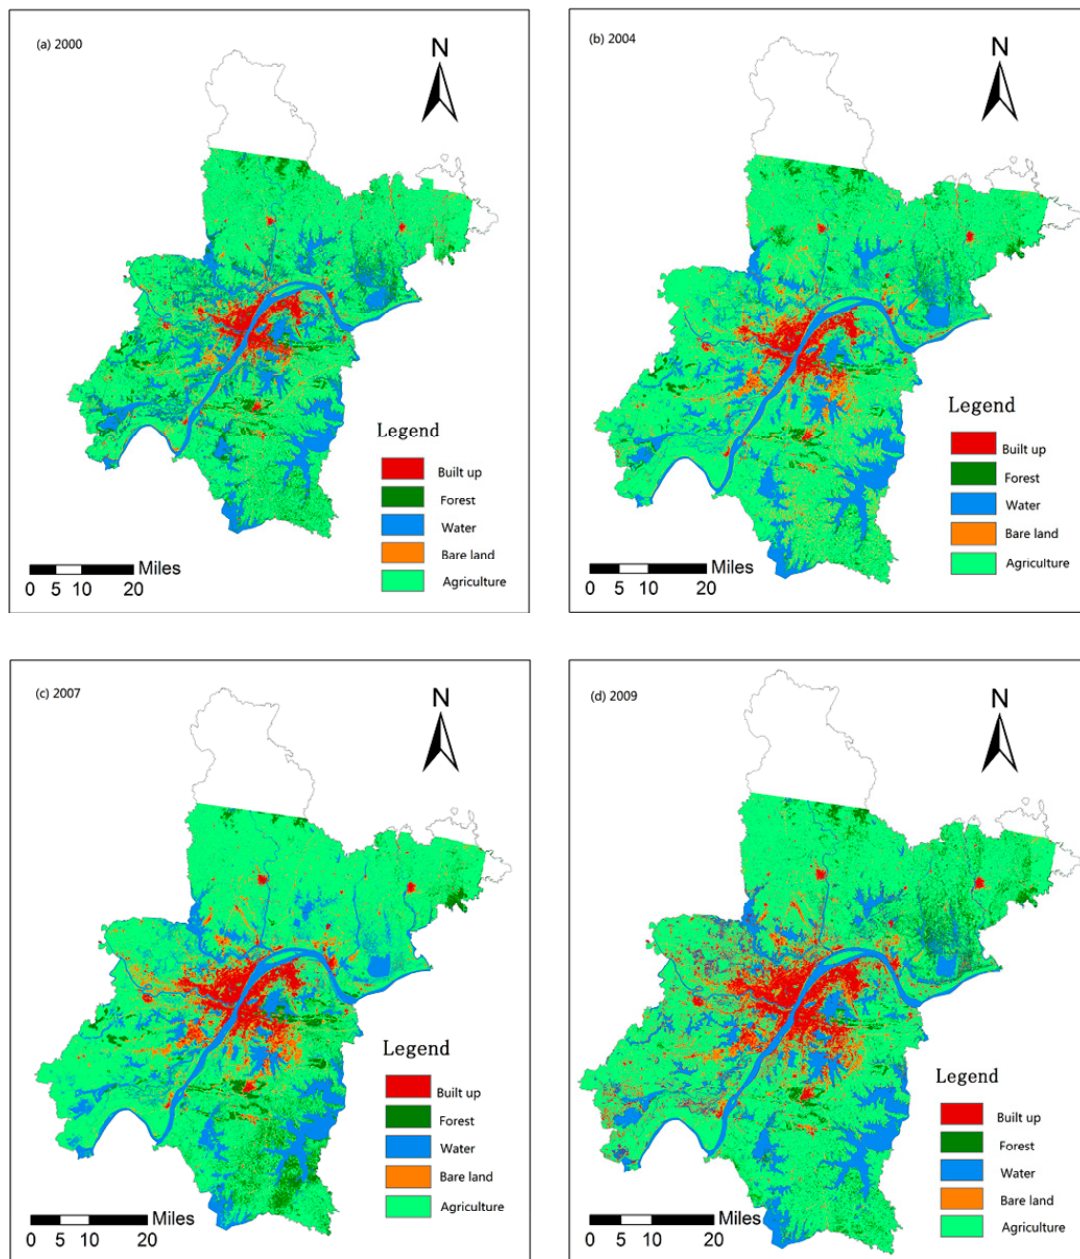 (a) 2000
N
Legend
Built up
Forest
Water
Bare land
Agriculture
Miles
0 5 10 20
(b) 2004
N
Legend
Built up
Forest
Water
Bare land
Agriculture
Miles
0 5 10 20
(c) 2007
N
Legend
Built up
Forest
Water
Bare land
Agriculture
Miles
0 5 10 20
(d) 2009
N
Legend
Built up
Forest
Water
Bare land
Agriculture
Miles
0 5 10 20